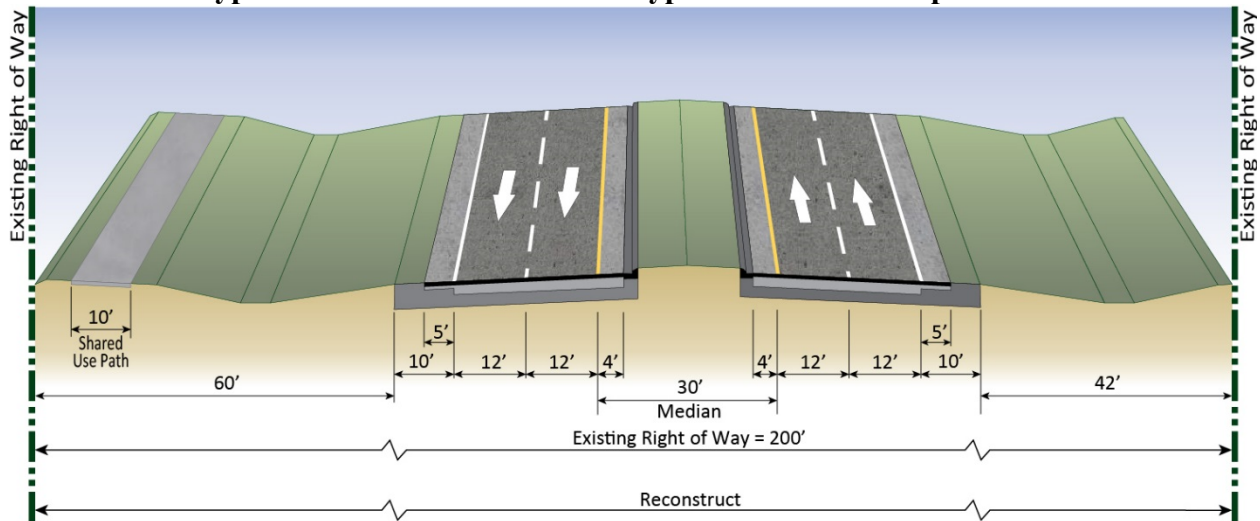 Existing Right of Way
Existing Right of Way
10'
Shared
Use Path
5'
10'
12'
12'
4'
60'
30'
Median
4'
12'
12'
5'
10'
42'
Existing Right of Way = 200'
Reconstruct